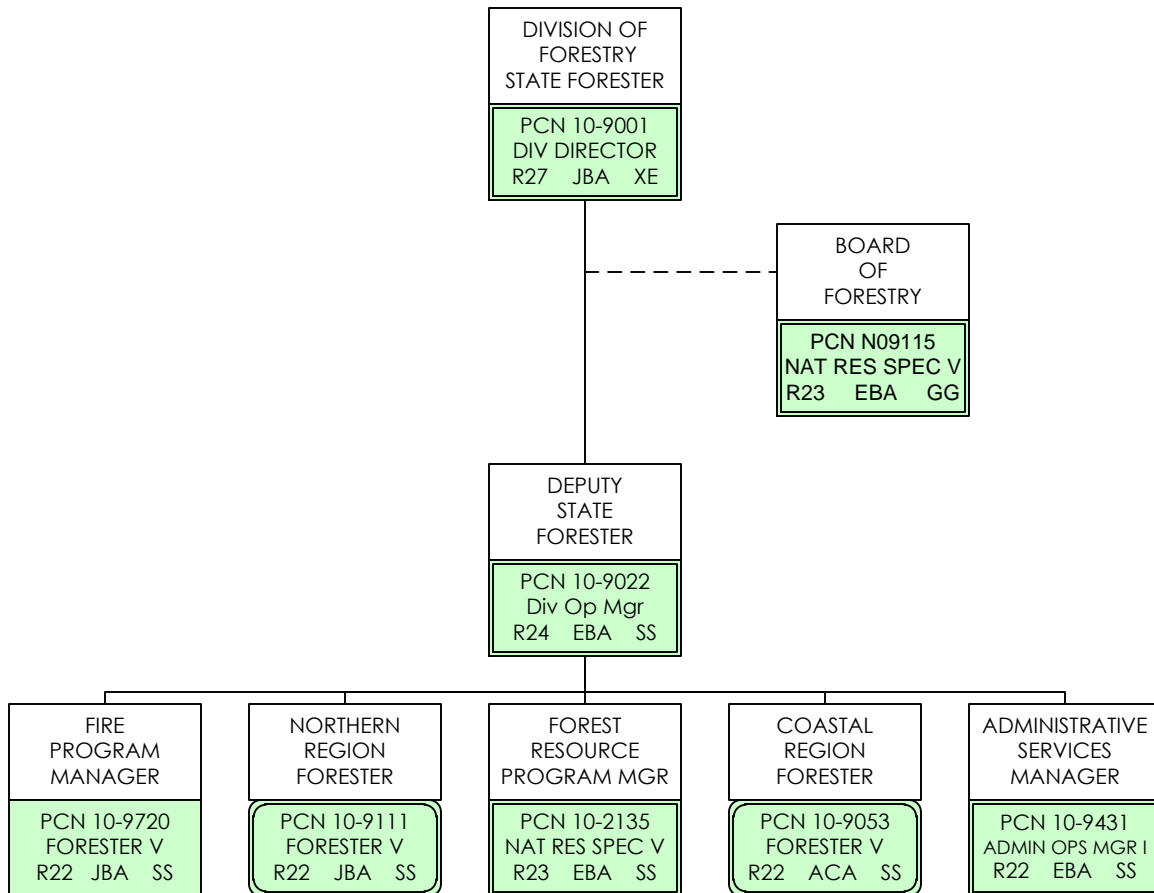 DIVISION OF
FORESTRY
STATE FORESTER
PCN 10-9001
DIV DIRECTOR
R27 JBA XE
BOARD
OF
FORESTRY
PCN N09115
NAT RES SPEC V
R23 EBA GG
DEPUTY
STATE
FORESTER
PCN 10-9022
Div Op Mgr
R24 EBA SS
FIRE
PROGRAM
MANAGER
PCN 10-9720
FORESTER V
R22 JBA SS
NORTHERN
REGION
FORESTER
PCN 10-9111
FORESTER V
R22 JBA SS
FOREST
RESOURCE
PROGRAM MGR
PCN 10-2135
NAT RES SPEC V
R23 EBA SS
COASTAL
REGION
FORESTER
PCN 10-9053
FORESTER V
R22 ACA SS
ADMINISTRATIVE
SERVICES
MANAGER
PCN 10-9431
ADMIN OPS MGR I
R22 EBA SS